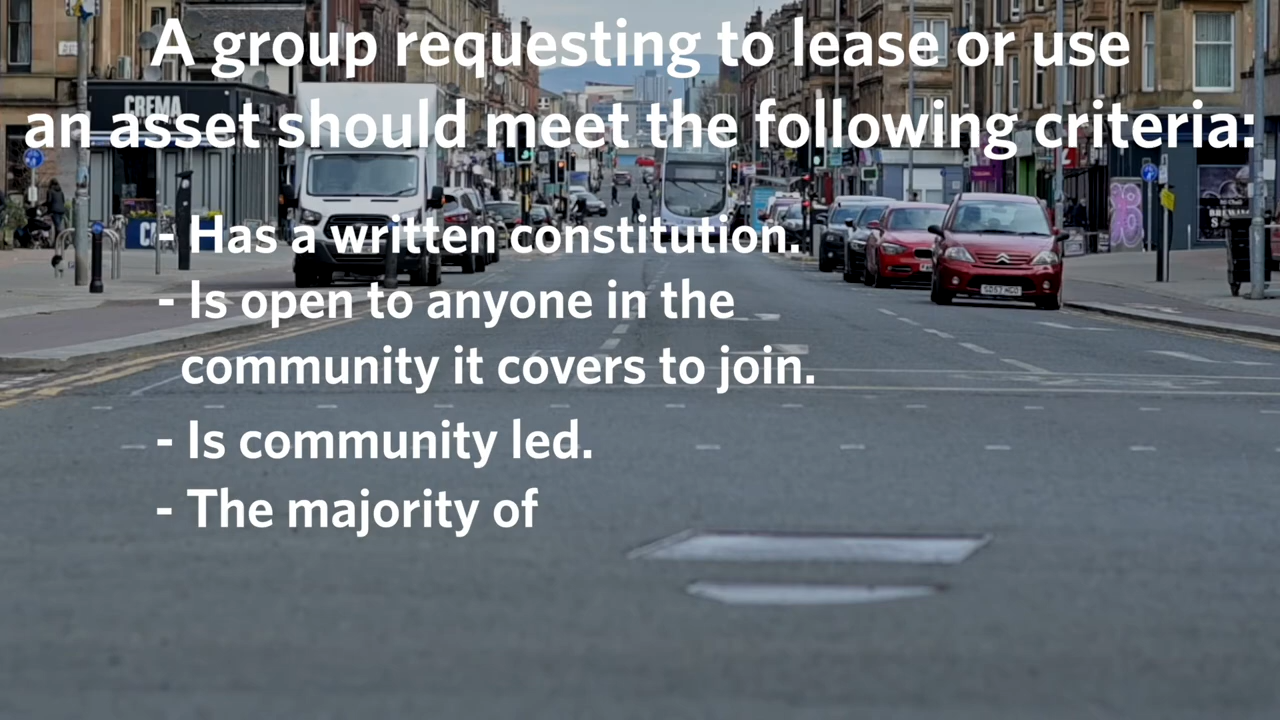 A group requesting to lease or use
an asset should meet the following criteria:
CREMA
- Has a written constitution.
- Is open to anyone in the
community it covers to join.
- Is community led.
- The majority of